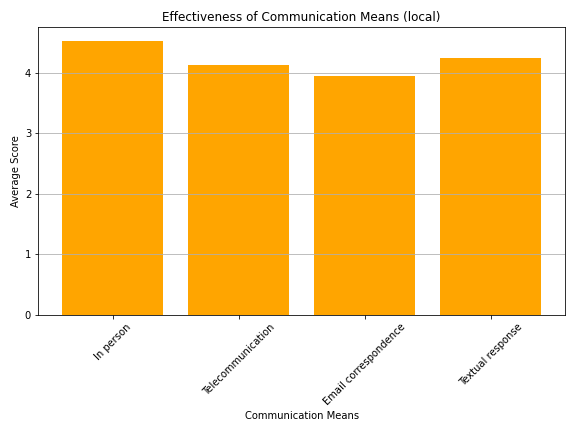 Effectiveness of Communication Means (local)
Average Score
4
3
2
1
0
In person
Telecommunication
Email correspondence
Textual response
Communication Means